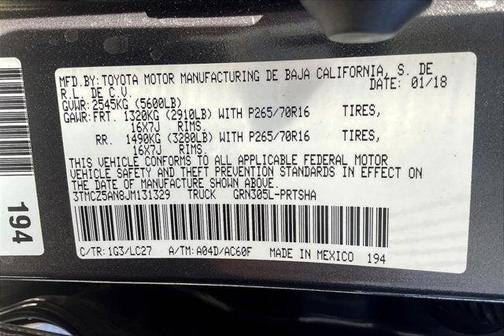 MFD.BY:TOYOTA MOTOR MANUFACTURING DE BAJA CALIFORNIA, S. DE
R.L. DE C.V. DATE: 01/18
GVWR:2545KG (5600LB)
GAWR:FRT. 1320KG (2910LB) WITH P265/70R16 TIRES,
16X7J RIMS.
RR. 1490KG (3280LB) WITH P265/70R16 TIRES,
16X7J RIMS.
THIS VEHICLE CONFORMS TO ALL APPLICABLE FEDERAL MOTOR
VEHICLE SAFETY AND THEFT PREVENTION STANDARDS IN EFFECT ON
THE DATE OF MANUFACTURE SHOWN ABOVE.
3TMCZ5AN8JM131329 TRUCK GRN305L-PRTSHA
C/TR: 1G3/LC27 A/TM: A04D/AC60F MADE IN MEXICO 194
194